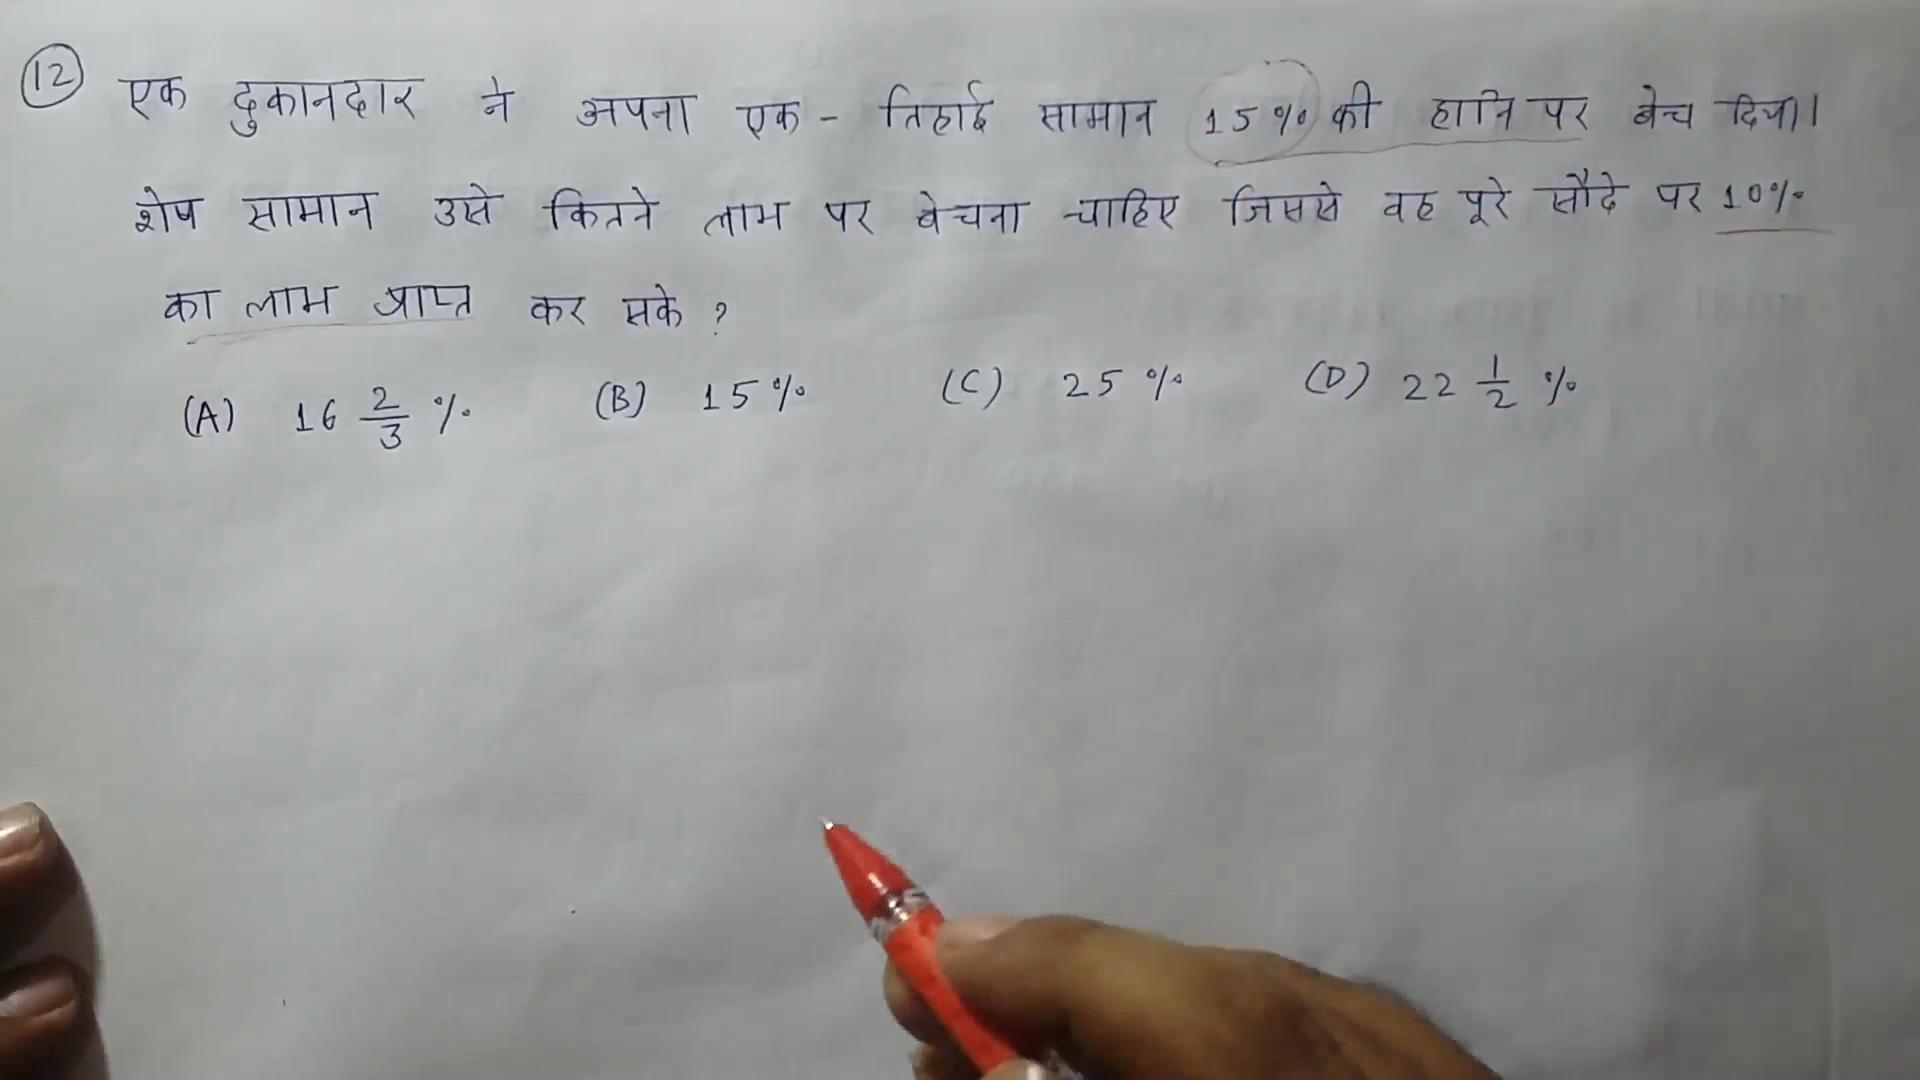 12 एक दुकानदार ने अपना एक - तिहाई सामान 15% की हानि पर बेच दिया।
शेष सामान उसे कितने लाभ पर बेचना चाहिए जिससे वह पूरे सौदे पर 10%
का लाभ प्राप्त कर सके ?
(A) 16 2/3 % (B) 15% (C) 25% (D) 22 1/2 %